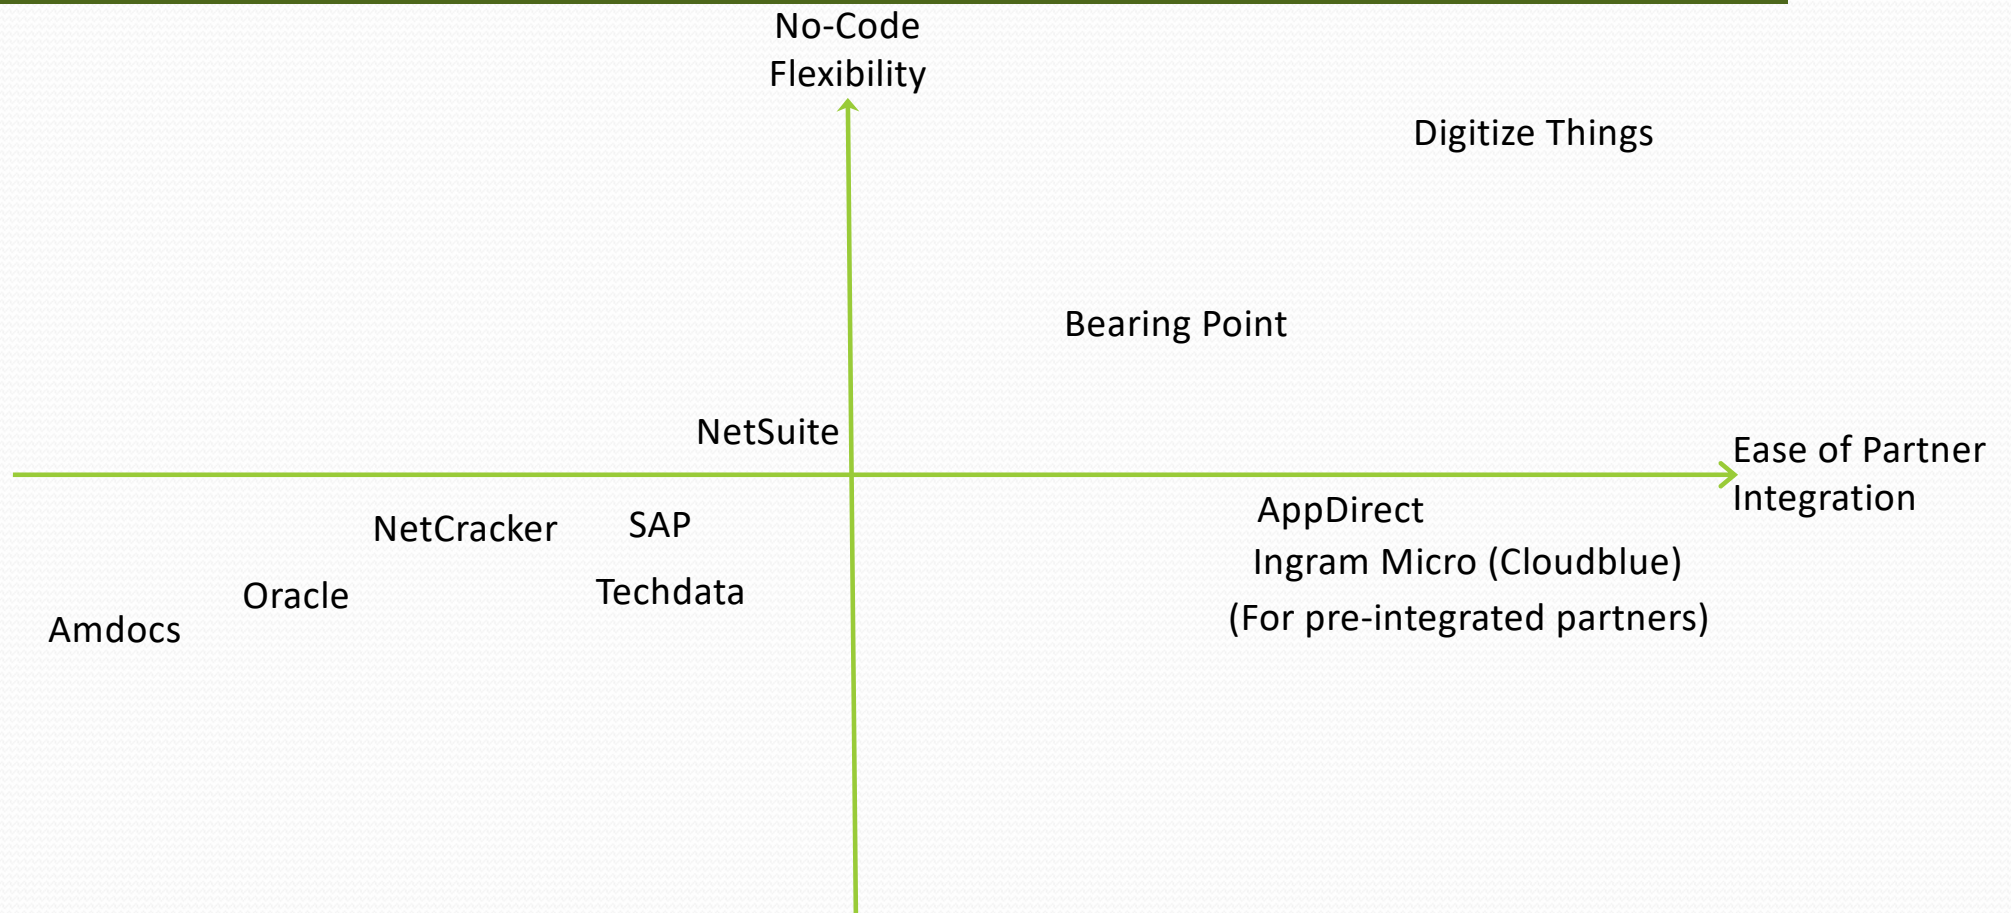 No-Code
Flexibility
Digitize Things
Bearing Point
NetSuite
Ease of Partner
Integration
AppDirect
NetCracker
SAP
Ingram Micro (Cloudblue)
Techdata
Oracle
(For pre-integrated partners)
Amdocs